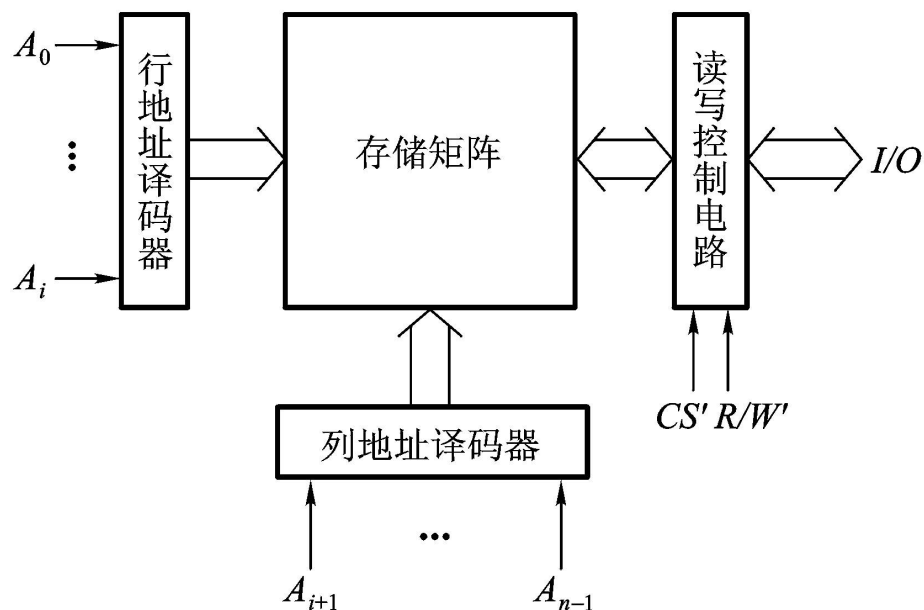 A₀
⋮
Aᵢ
行地址译码器
存储矩阵
读写控制电路
I/O
CS' R/W'
列地址译码器
Aᵢ₊₁
···
Aₙ₋₁